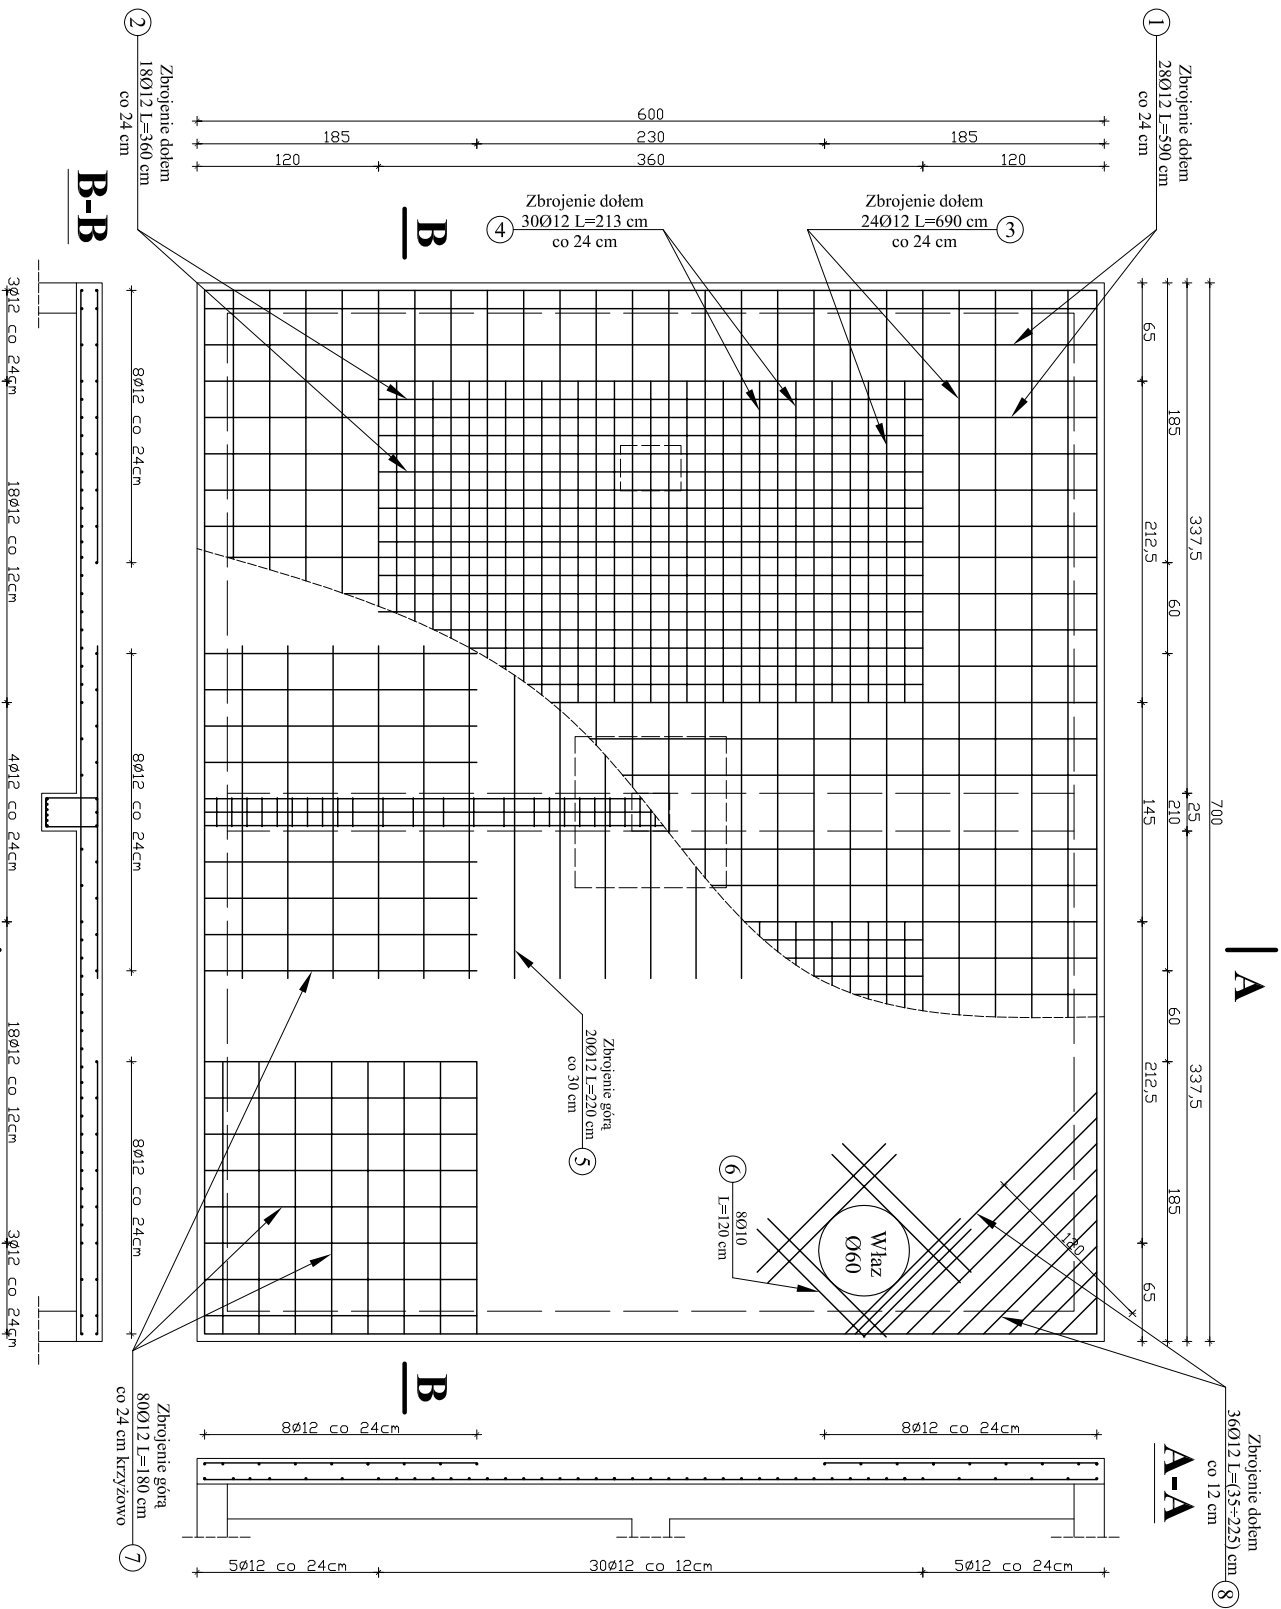 1
Zbrojenie dołem
28Ø12 L=590 cm
co 24 cm
2
Zbrojenie dołem
18Ø12 L=360 cm
co 24 cm
Zbrojenie dołem
24Ø12 L=690 cm
co 24 cm
3
Zbrojenie dołem
30Ø12 L=213 cm
co 24 cm
4
Zbrojenie górą
20Ø12 L=220 cm
co 30 cm
5
6
8Ø10
L=120 cm
Właz
Ø60
Zbrojenie górą
80Ø12 L=180 cm
co 24 cm krzyżowo
7
Zbrojenie dołem
36Ø12 L=(35÷225) cm
co 12 cm
8
600
185
230
185
120
360
120
700
337,5
25
337,5
185
60
210
60
185
65
212,5
145
212,5
65
120
B
B
A
B-B
8Ø12 co 24cm
8Ø12 co 24cm
8Ø12 co 24cm
3Ø12 co 24cm
18Ø12 co 12cm
4Ø12 co 24cm
18Ø12 co 12cm
3Ø12 co 24cm
A-A
8Ø12 co 24cm
8Ø12 co 24cm
5Ø12 co 24cm
30Ø12 co 12cm
5Ø12 co 24cm